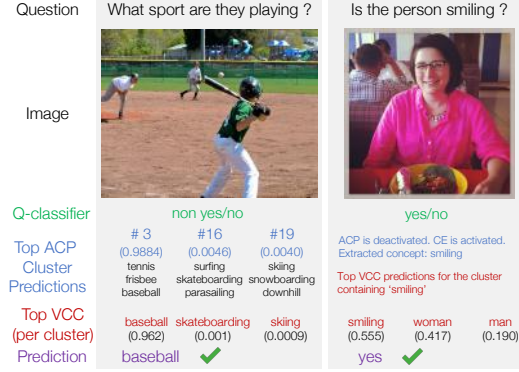 Question What sport are they playing ? Is the person smiling ?
Image
Q-classifier non yes/no yes/no
Top ACP Cluster Predictions
# 3 #16 #19
(0.9884) (0.0046) (0.0040)
tennis surfing skiing
frisbee skateboarding snowboarding
baseball parasailing downhill
ACP is deactivated. CE is activated.
Extracted concept: smiling
Top VCC predictions for the cluster
containing ‘smiling’
Top VCC
(per cluster)
baseball skateboarding skiing smiling woman man
(0.962) (0.001) (0.0009) (0.555) (0.417) (0.190)
Prediction baseball yes